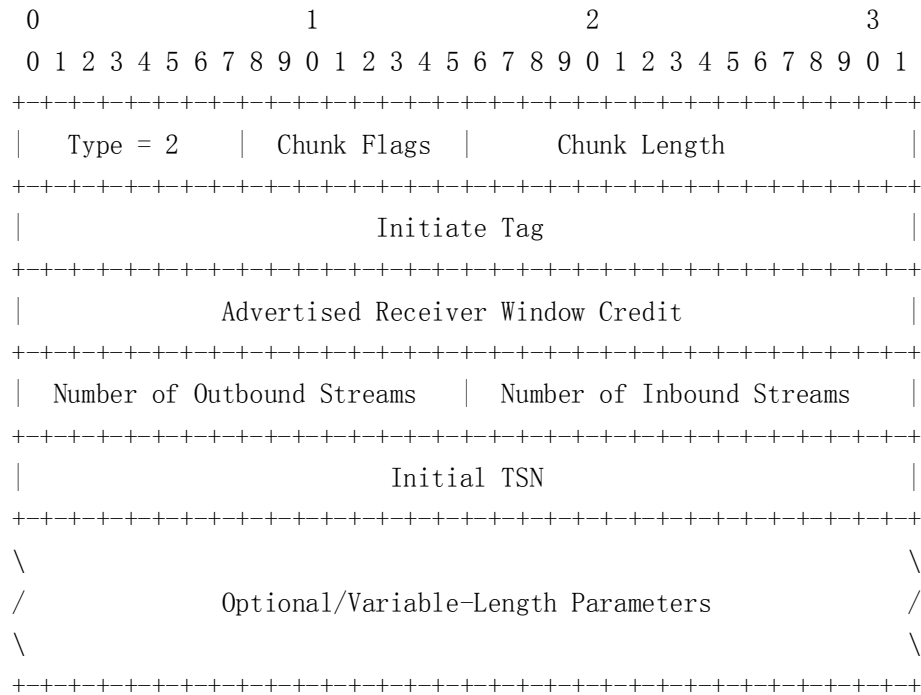 0                   1                   2                   3
0 1 2 3 4 5 6 7 8 9 0 1 2 3 4 5 6 7 8 9 0 1 2 3 4 5 6 7 8 9 0 1
+-+-+-+-+-+-+-+-+-+-+-+-+-+-+-+-+-+-+-+-+-+-+-+-+-+-+-+-+-+-+-+-+
|   Type = 2    |  Chunk Flags  |      Chunk Length             |
+-+-+-+-+-+-+-+-+-+-+-+-+-+-+-+-+-+-+-+-+-+-+-+-+-+-+-+-+-+-+-+-+
|                         Initiate Tag                          |
+-+-+-+-+-+-+-+-+-+-+-+-+-+-+-+-+-+-+-+-+-+-+-+-+-+-+-+-+-+-+-+-+
|              Advertised Receiver Window Credit                |
+-+-+-+-+-+-+-+-+-+-+-+-+-+-+-+-+-+-+-+-+-+-+-+-+-+-+-+-+-+-+-+-+
|  Number of Outbound Streams   |  Number of Inbound Streams    |
+-+-+-+-+-+-+-+-+-+-+-+-+-+-+-+-+-+-+-+-+-+-+-+-+-+-+-+-+-+-+-+-+
|                          Initial TSN                          |
+-+-+-+-+-+-+-+-+-+-+-+-+-+-+-+-+-+-+-+-+-+-+-+-+-+-+-+-+-+-+-+-+
\                                                               \
/              Optional/Variable-Length Parameters              /
\                                                               \
+-+-+-+-+-+-+-+-+-+-+-+-+-+-+-+-+-+-+-+-+-+-+-+-+-+-+-+-+-+-+-+-+